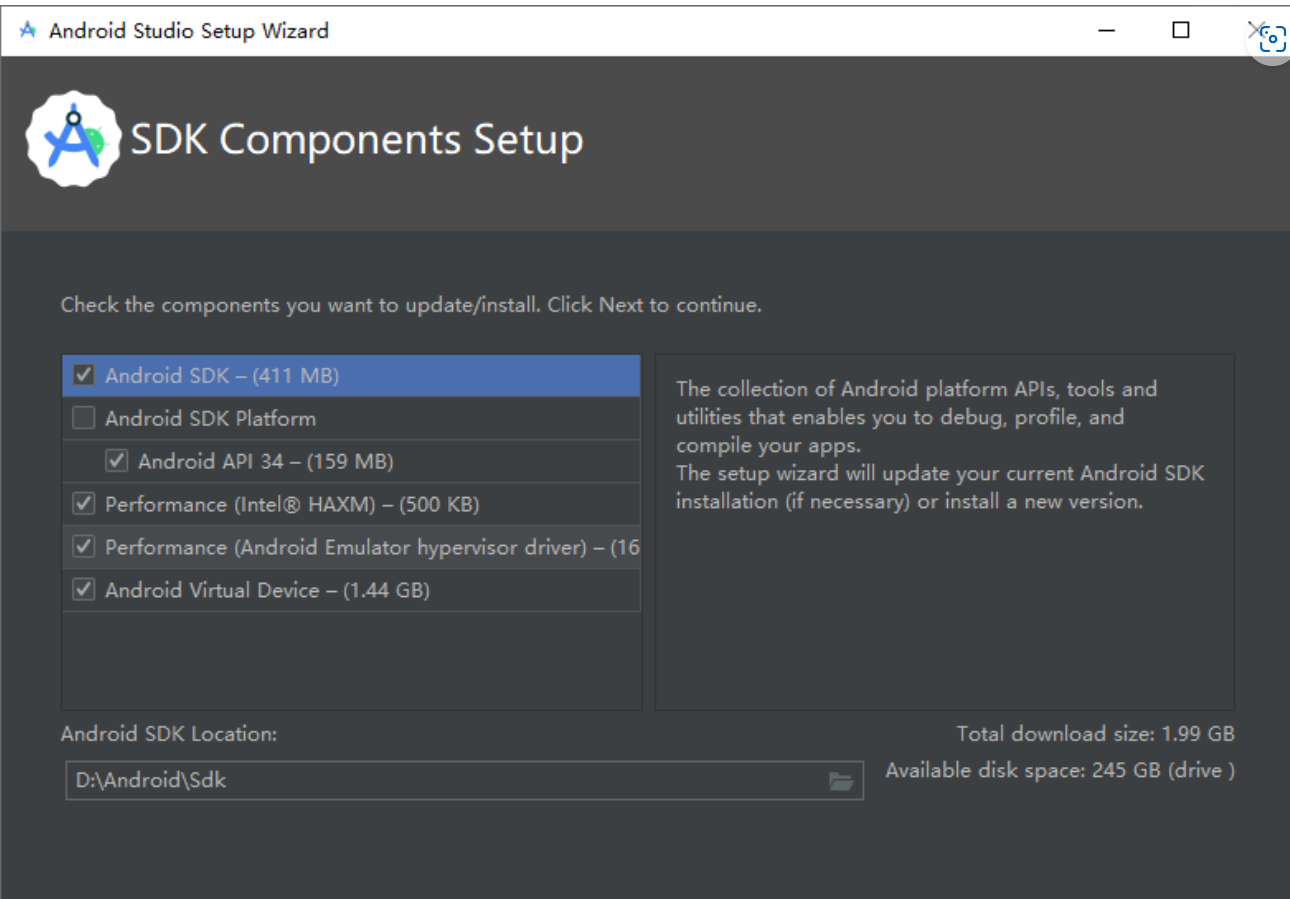 Android Studio Setup Wizard
SDK Components Setup
Check the components you want to update/install. Click Next to continue.
Android SDK – (411 MB)
Android SDK Platform
Android API 34 – (159 MB)
Performance (Intel® HAXM) – (500 KB)
Performance (Android Emulator hypervisor driver) – (16
Android Virtual Device – (1.44 GB)
The collection of Android platform APIs, tools and
utilities that enables you to debug, profile, and
compile your apps.
The setup wizard will update your current Android SDK
installation (if necessary) or install a new version.
Android SDK Location:
D:\Android\Sdk
Total download size: 1.99 GB
Available disk space: 245 GB (drive )